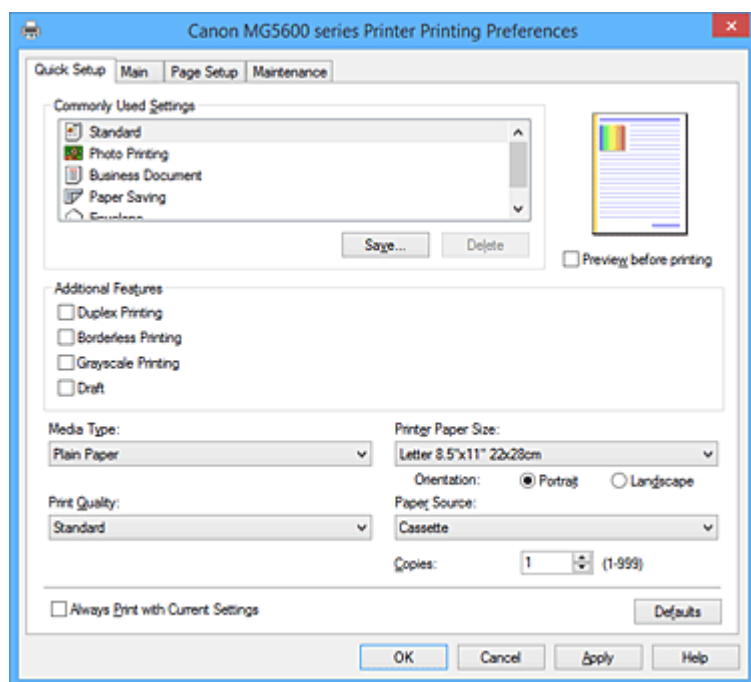 Canon MG5600 series Printer Printing Preferences
Quick Setup Main Page Setup Maintenance
Commonly Used Settings
Standard
Photo Printing
Business Document
Paper Saving
Envelope
Save... Delete
Preview before printing
Additional Features
Duplex Printing
Borderless Printing
Grayscale Printing
Draft
Media Type:
Plain Paper
Printer Paper Size:
Letter 8.5"x11" 22x28cm
Orientation: Portrait Landscape
Print Quality:
Standard
Paper Source:
Cassette
Copies: 1 (1-999)
Always Print with Current Settings
Defaults
OK Cancel Apply Help